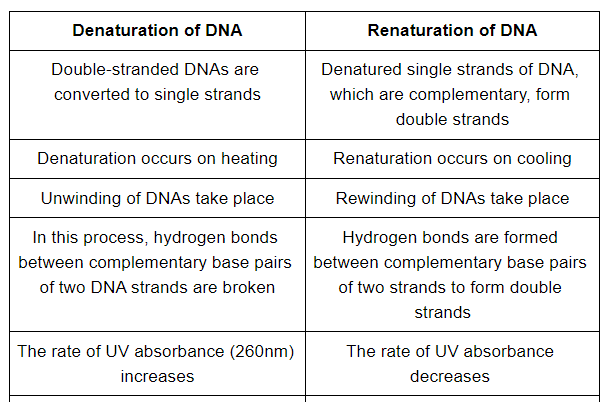 Denaturation of DNA
Renaturation of DNA
Double-stranded DNAs are
converted to single strands
Denatured single strands of DNA,
which are complementary, form
double strands
Denaturation occurs on heating
Renaturation occurs on cooling
Unwinding of DNAs take place
Rewinding of DNAs take place
In this process, hydrogen bonds
between complementary base pairs
of two DNA strands are broken
Hydrogen bonds are formed
between complementary base pairs
of two strands to form double
strands
The rate of UV absorbance (260nm)
increases
The rate of UV absorbance
decreases